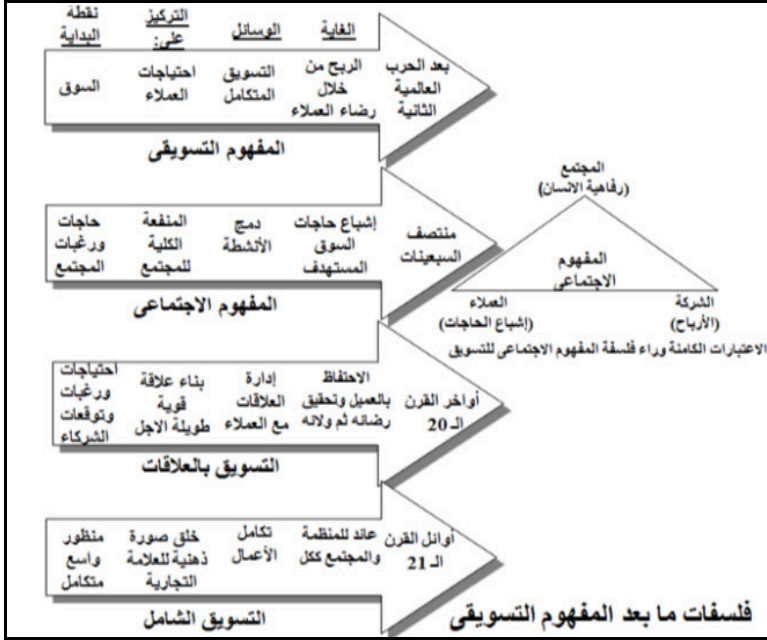 نقطة البداية
التركيز على:
الوسائل
الغاية
السوق
احتياجات العملاء
التسويق المتكامل
الربح من خلال رضاء العملاء
بعد الحرب العالمية الثانية
المفهوم التسويقى
حاجات ورغبات المجتمع
المنفعة الكلية للمجتمع
دمج الأنشطة
إشباع حاجات السوق المستهدف
منتصف السبعينات
المفهوم الاجتماعى
المجتمع
(رفاهية الانسان)
المفهوم الاجتماعى
العملاء
(إشباع الحاجات)
الشركة
(الأرباح)
الاعتبارات الكامنة وراء فلسفة المفهوم الاجتماعى للتسويق
احتياجات ورغبات وتوقعات الشركاء
بناء علاقة قوية طويلة الاجل
إدارة العلاقات مع العملاء
الاحتفاظ بالعميل وتحقيق رضائه ثم ولائه
أواخر القرن الـ 20
التسويق بالعلاقات
منظور واسع متكامل
خلق صورة ذهنية للعلامة التجارية
تكامل الأعمال
عائد للمنظمة والمجتمع ككل
أوائل القرن الـ 21
التسويق الشامل
فلسفات ما بعد المفهوم التسويقى